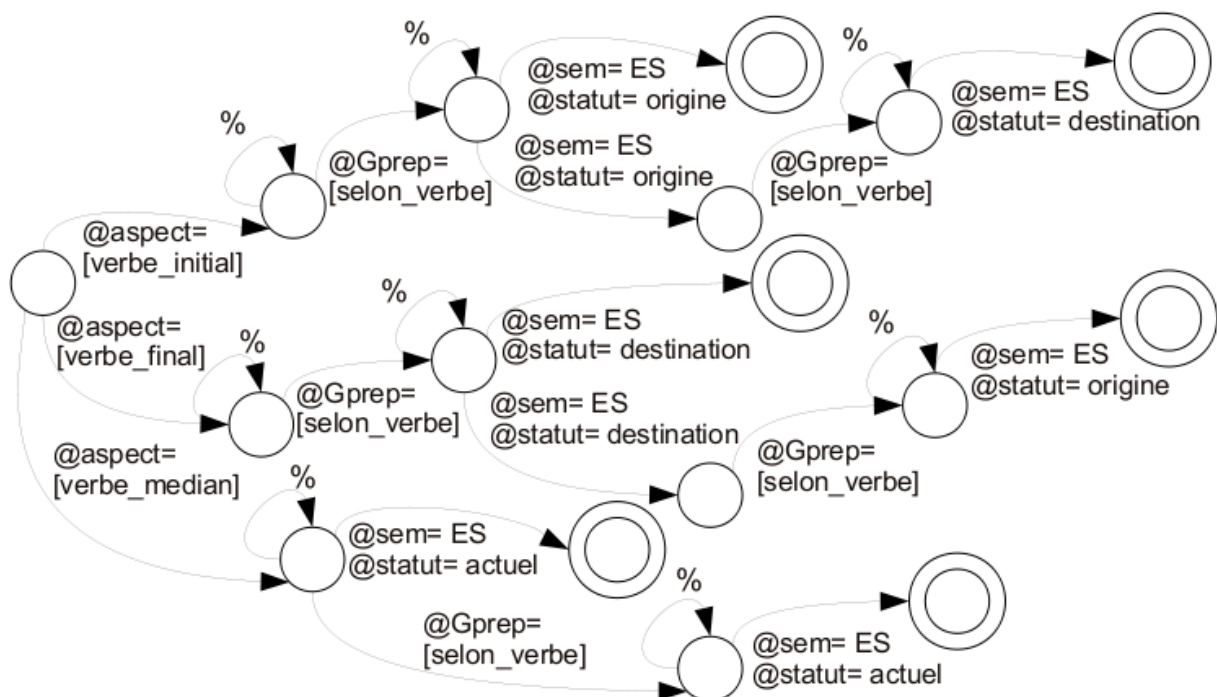 %
@sem= ES
@statut= origine
%
@sem= ES
@statut= destination
%
@Gprep=
[selon_verbe]
@sem= ES
@statut= origine
@Gprep=
[selon_verbe]
@aspect=
[verbe_initial]
%
@sem= ES
@statut= destination
@aspect=
[verbe_final]
%
@Gprep=
[selon_verbe]
@sem= ES
@statut= destination
%
@sem= ES
@statut= origine
@Gprep=
[selon_verbe]
@aspect=
[verbe_median]
%
@sem= ES
@statut= actuel
@Gprep=
[selon_verbe]
%
@sem= ES
@statut= actuel